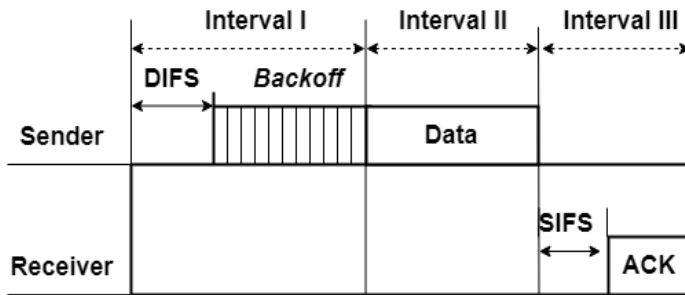 Interval I Interval II Interval III
DIFS Backoff
Sender Data
SIFS
Receiver ACK